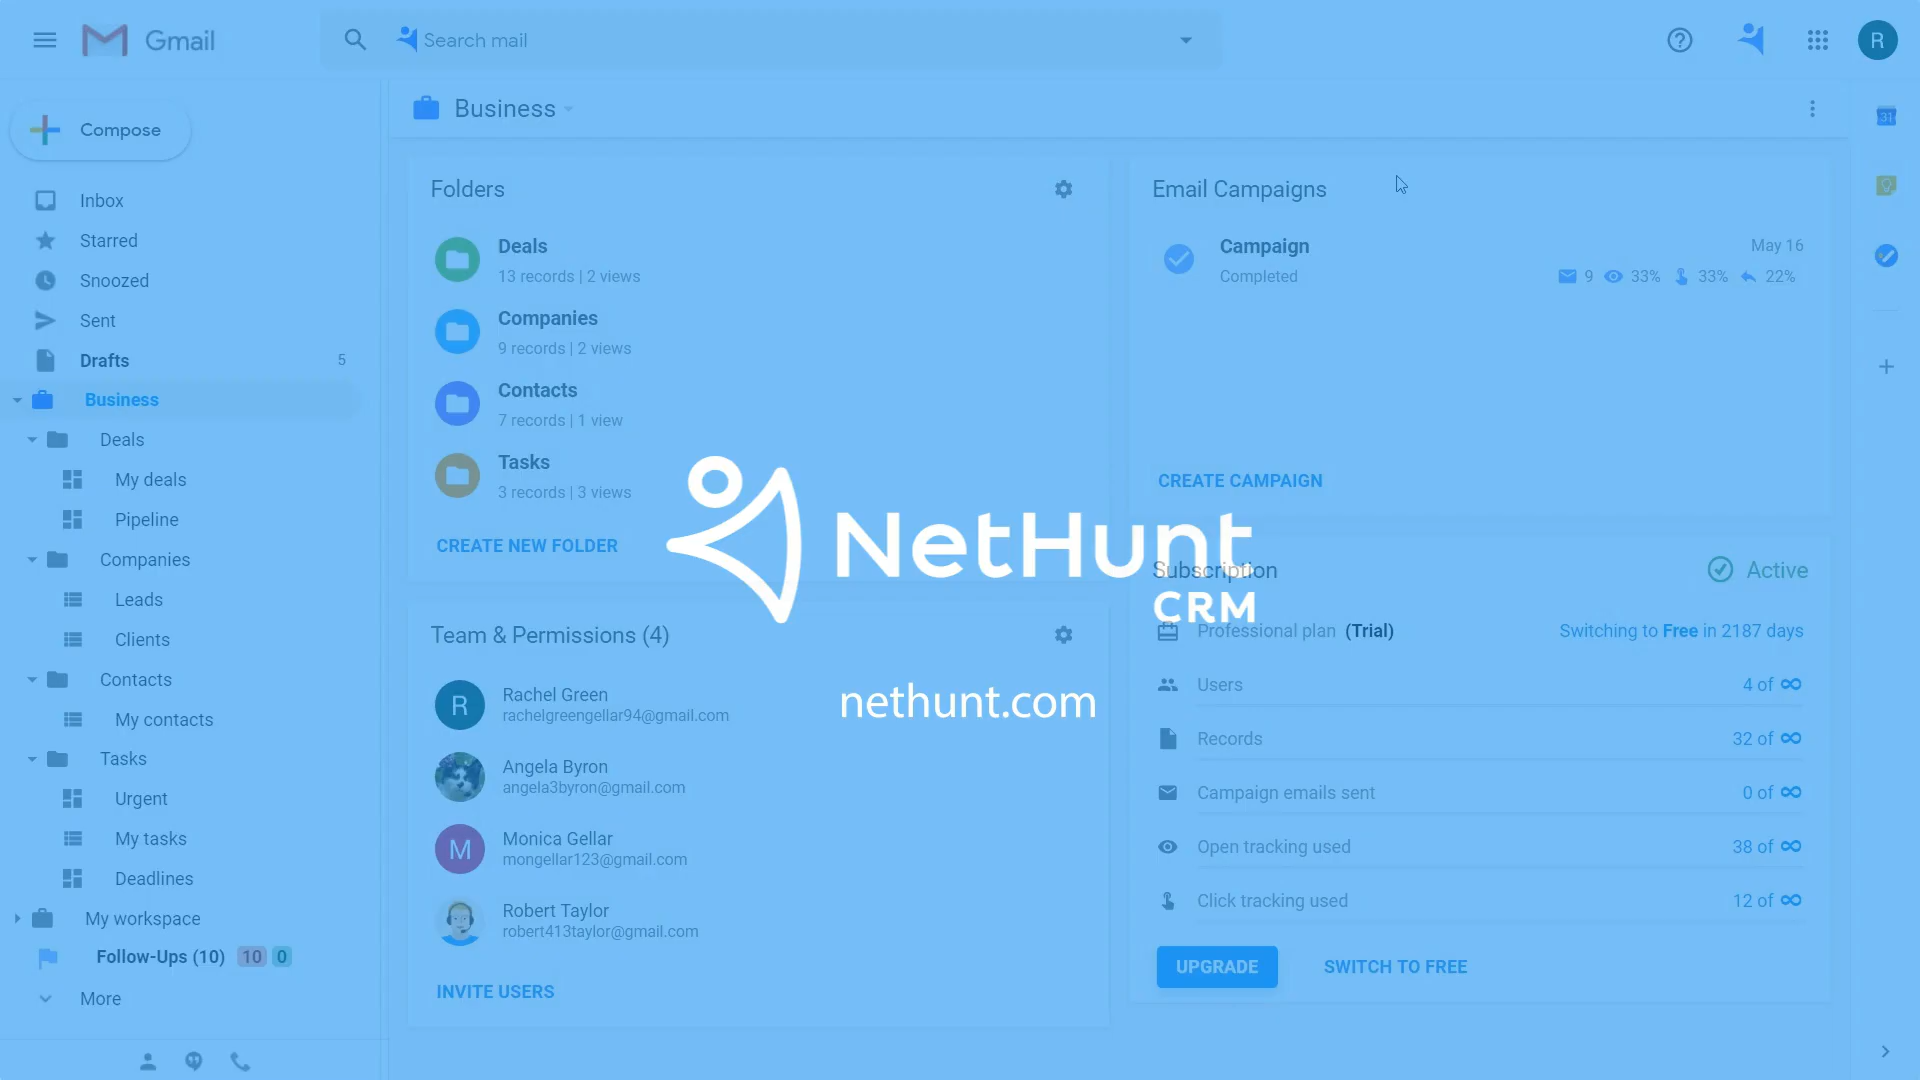 Gmail
Search mail
R
Compose
Inbox
Starred
Snoozed
Sent
Drafts 5
Business
Deals
My deals
Pipeline
Companies
Leads
Clients
Contacts
My contacts
Tasks
Urgent
My tasks
Deadlines
My workspace
Follow-Ups (10) 10 0
More
Business
Folders
Deals
13 records | 2 views
Companies
9 records | 2 views
Contacts
7 records | 1 view
Tasks
3 records | 3 views
CREATE NEW FOLDER
Team & Permissions (4)
R
Rachel Green
rachelgreengellar94@gmail.com
Angela Byron
angela3byron@gmail.com
M
Monica Gellar
mongellar123@gmail.com
Robert Taylor
robert413taylor@gmail.com
INVITE USERS
Email Campaigns
Campaign May 16
Completed 9 33% 33% 22%
CREATE CAMPAIGN
NetHunt
CRM
nethunt.com
Subscription Active
Professional plan (Trial) Switching to Free in 2187 days
Users 4 of ∞
Records 32 of ∞
Campaign emails sent 0 of ∞
Open tracking used 38 of ∞
Click tracking used 12 of ∞
UPGRADE SWITCH TO FREE
31